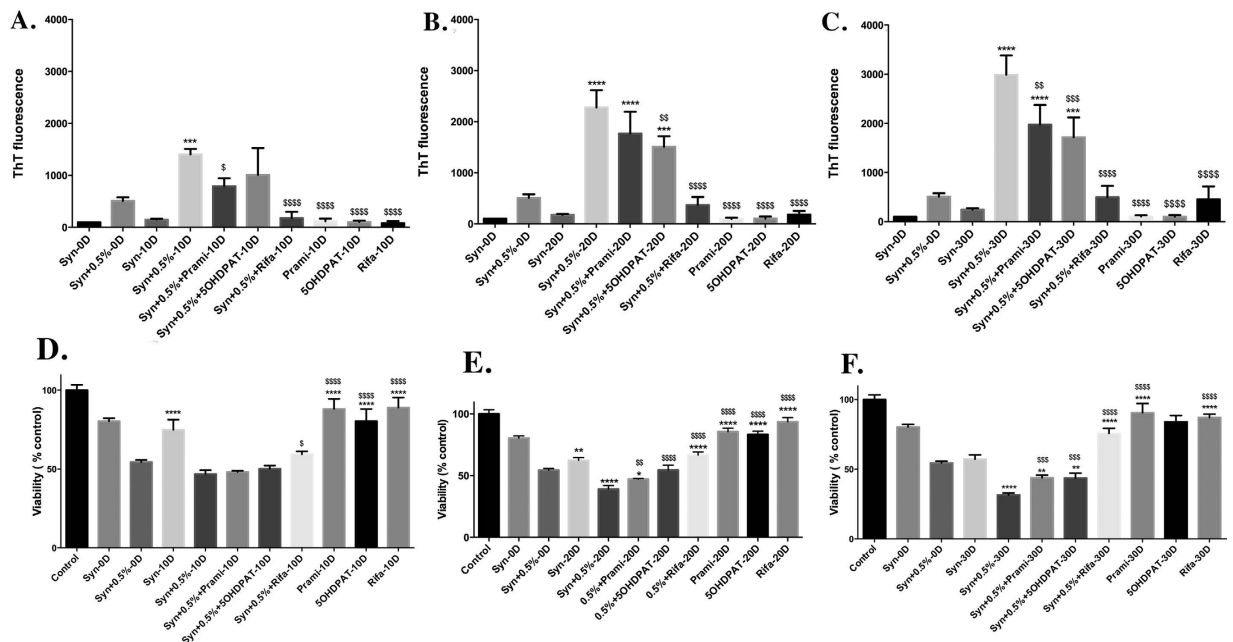 A.
ThT fluorescence
4000
3000
2000
1000
0
***
$
$$$$
$$$$
$$$$
$$$$
Syn-0D
Syn+0.5%-0D
Syn-10D
Syn+0.5%-10D
Syn+0.5%+Prami-10D
Syn+0.5%+5OHDPAT-10D
Syn+0.5%+Rifa-10D
Prami-10D
5OHDPAT-10D
Rifa-10D
B.
ThT fluorescence
4000
3000
2000
1000
0
****
****
$$
***
$$$$
$$$$
$$$$
$$$$
Syn-0D
Syn+0.5%-0D
Syn-20D
Syn+0.5%-20D
Syn+0.5%+Prami-20D
Syn+0.5%+5OHDPAT-20D
Syn+0.5%+Rifa-20D
Prami-20D
5OHDPAT-20D
Rifa-20D
C.
ThT fluorescence
4000
3000
2000
1000
0
****
$$
****
$$$
***
$$$$
$$$$
$$$$
$$$$
Syn-0D
Syn+0.5%-0D
Syn-30D
Syn+0.5%-30D
Syn+0.5%+Prami-30D
Syn+0.5%+5OHDPAT-30D
Syn+0.5%+Rifa-30D
Prami-30D
5OHDPAT-30D
Rifa-30D
D.
Viability ( % control)
100
50
0
****
$
$$$$
****
$$$$
****
$$$$
****
Control
Syn-0D
Syn+0.5%-0D
Syn-10D
Syn+0.5%-10D
Syn+0.5%+Prami-10D
Syn+0.5%+5OHDPAT-10D
Syn+0.5%+Rifa-10D
Prami-10D
5OHDPAT-10D
Rifa-10D
E.
Viability ( % control)
100
50
0
**
****
$$
*
$$$$
$$$$
****
$$$$
****
$$$$
****
$$$$
****
Control
Syn-0D
Syn+0.5%-0D
Syn-20D
Syn+0.5%-20D
0.5%+Prami-20D
0.5%+5OHDPAT-20D
0.5%+Rifa-20D
Prami-20D
5OHDPAT-20D
Rifa-20D
F.
Viability ( % control)
100
50
0
****
$$$
**
$$$
**
$$$$
****
$$$$
****
$$$$
****
Control
Syn-0D
Syn+0.5%-0D
Syn-30D
Syn+0.5%-30D
Syn+0.5%+Prami-30D
Syn+0.5%+5OHDPAT-30D
Syn+0.5%+Rifa-30D
Prami-30D
5OHDPAT-30D
Rifa-30D